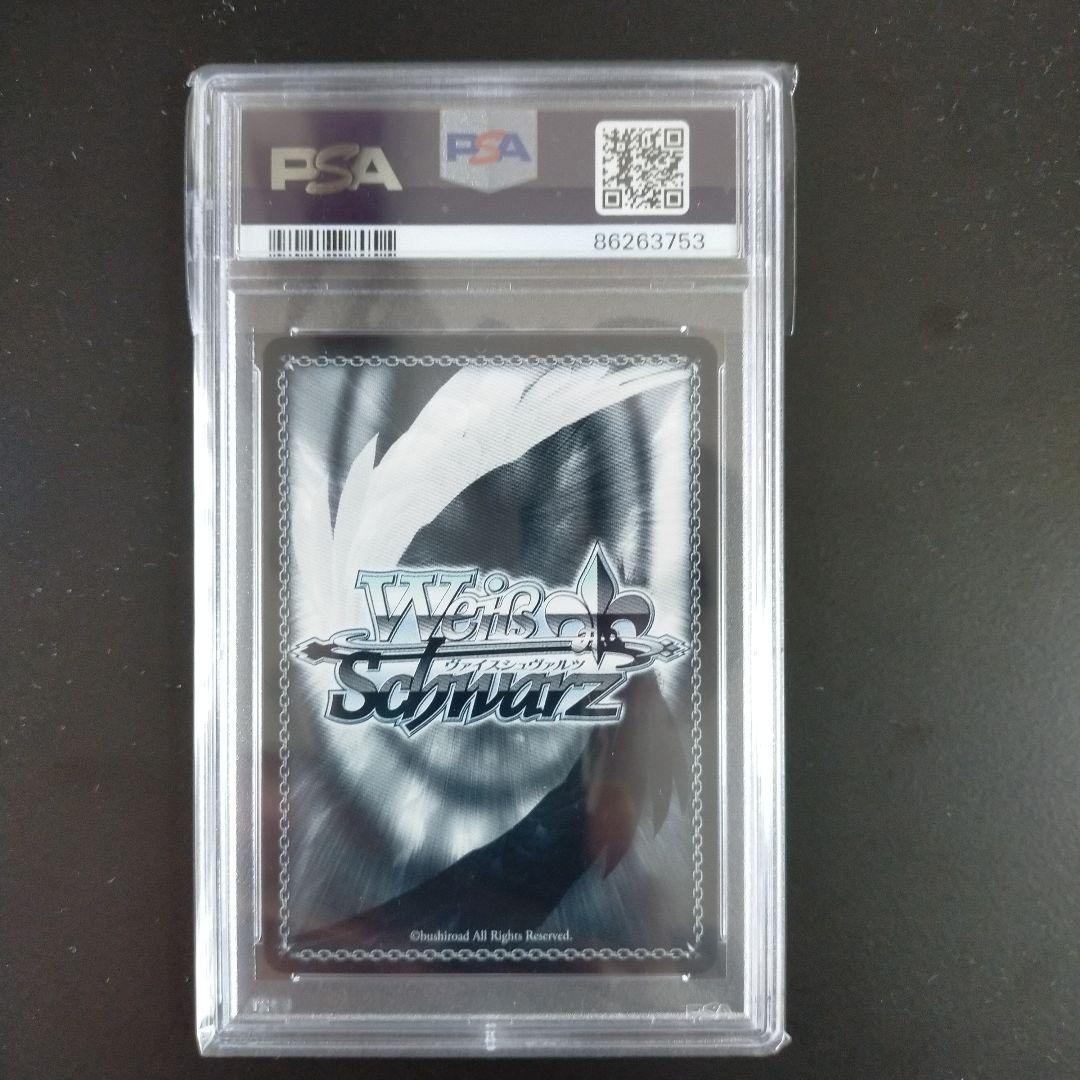 PSA
PSA
86263753
Weiß
ヴァイスシュヴァルツ
Schwarz
©bushiroad All Rights Reserved.
PSA